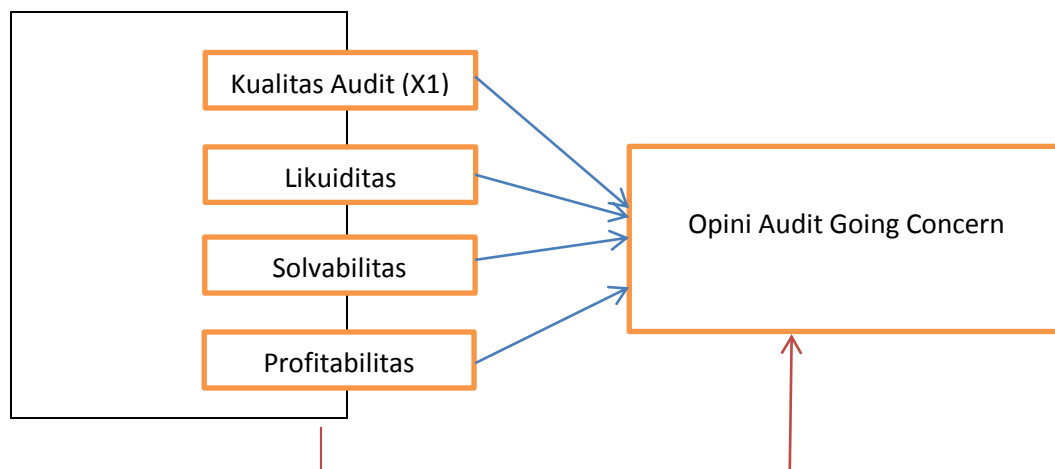 Kualitas Audit (X1)
Likuiditas
Solvabilitas
Profitabilitas
Opini Audit Going Concern